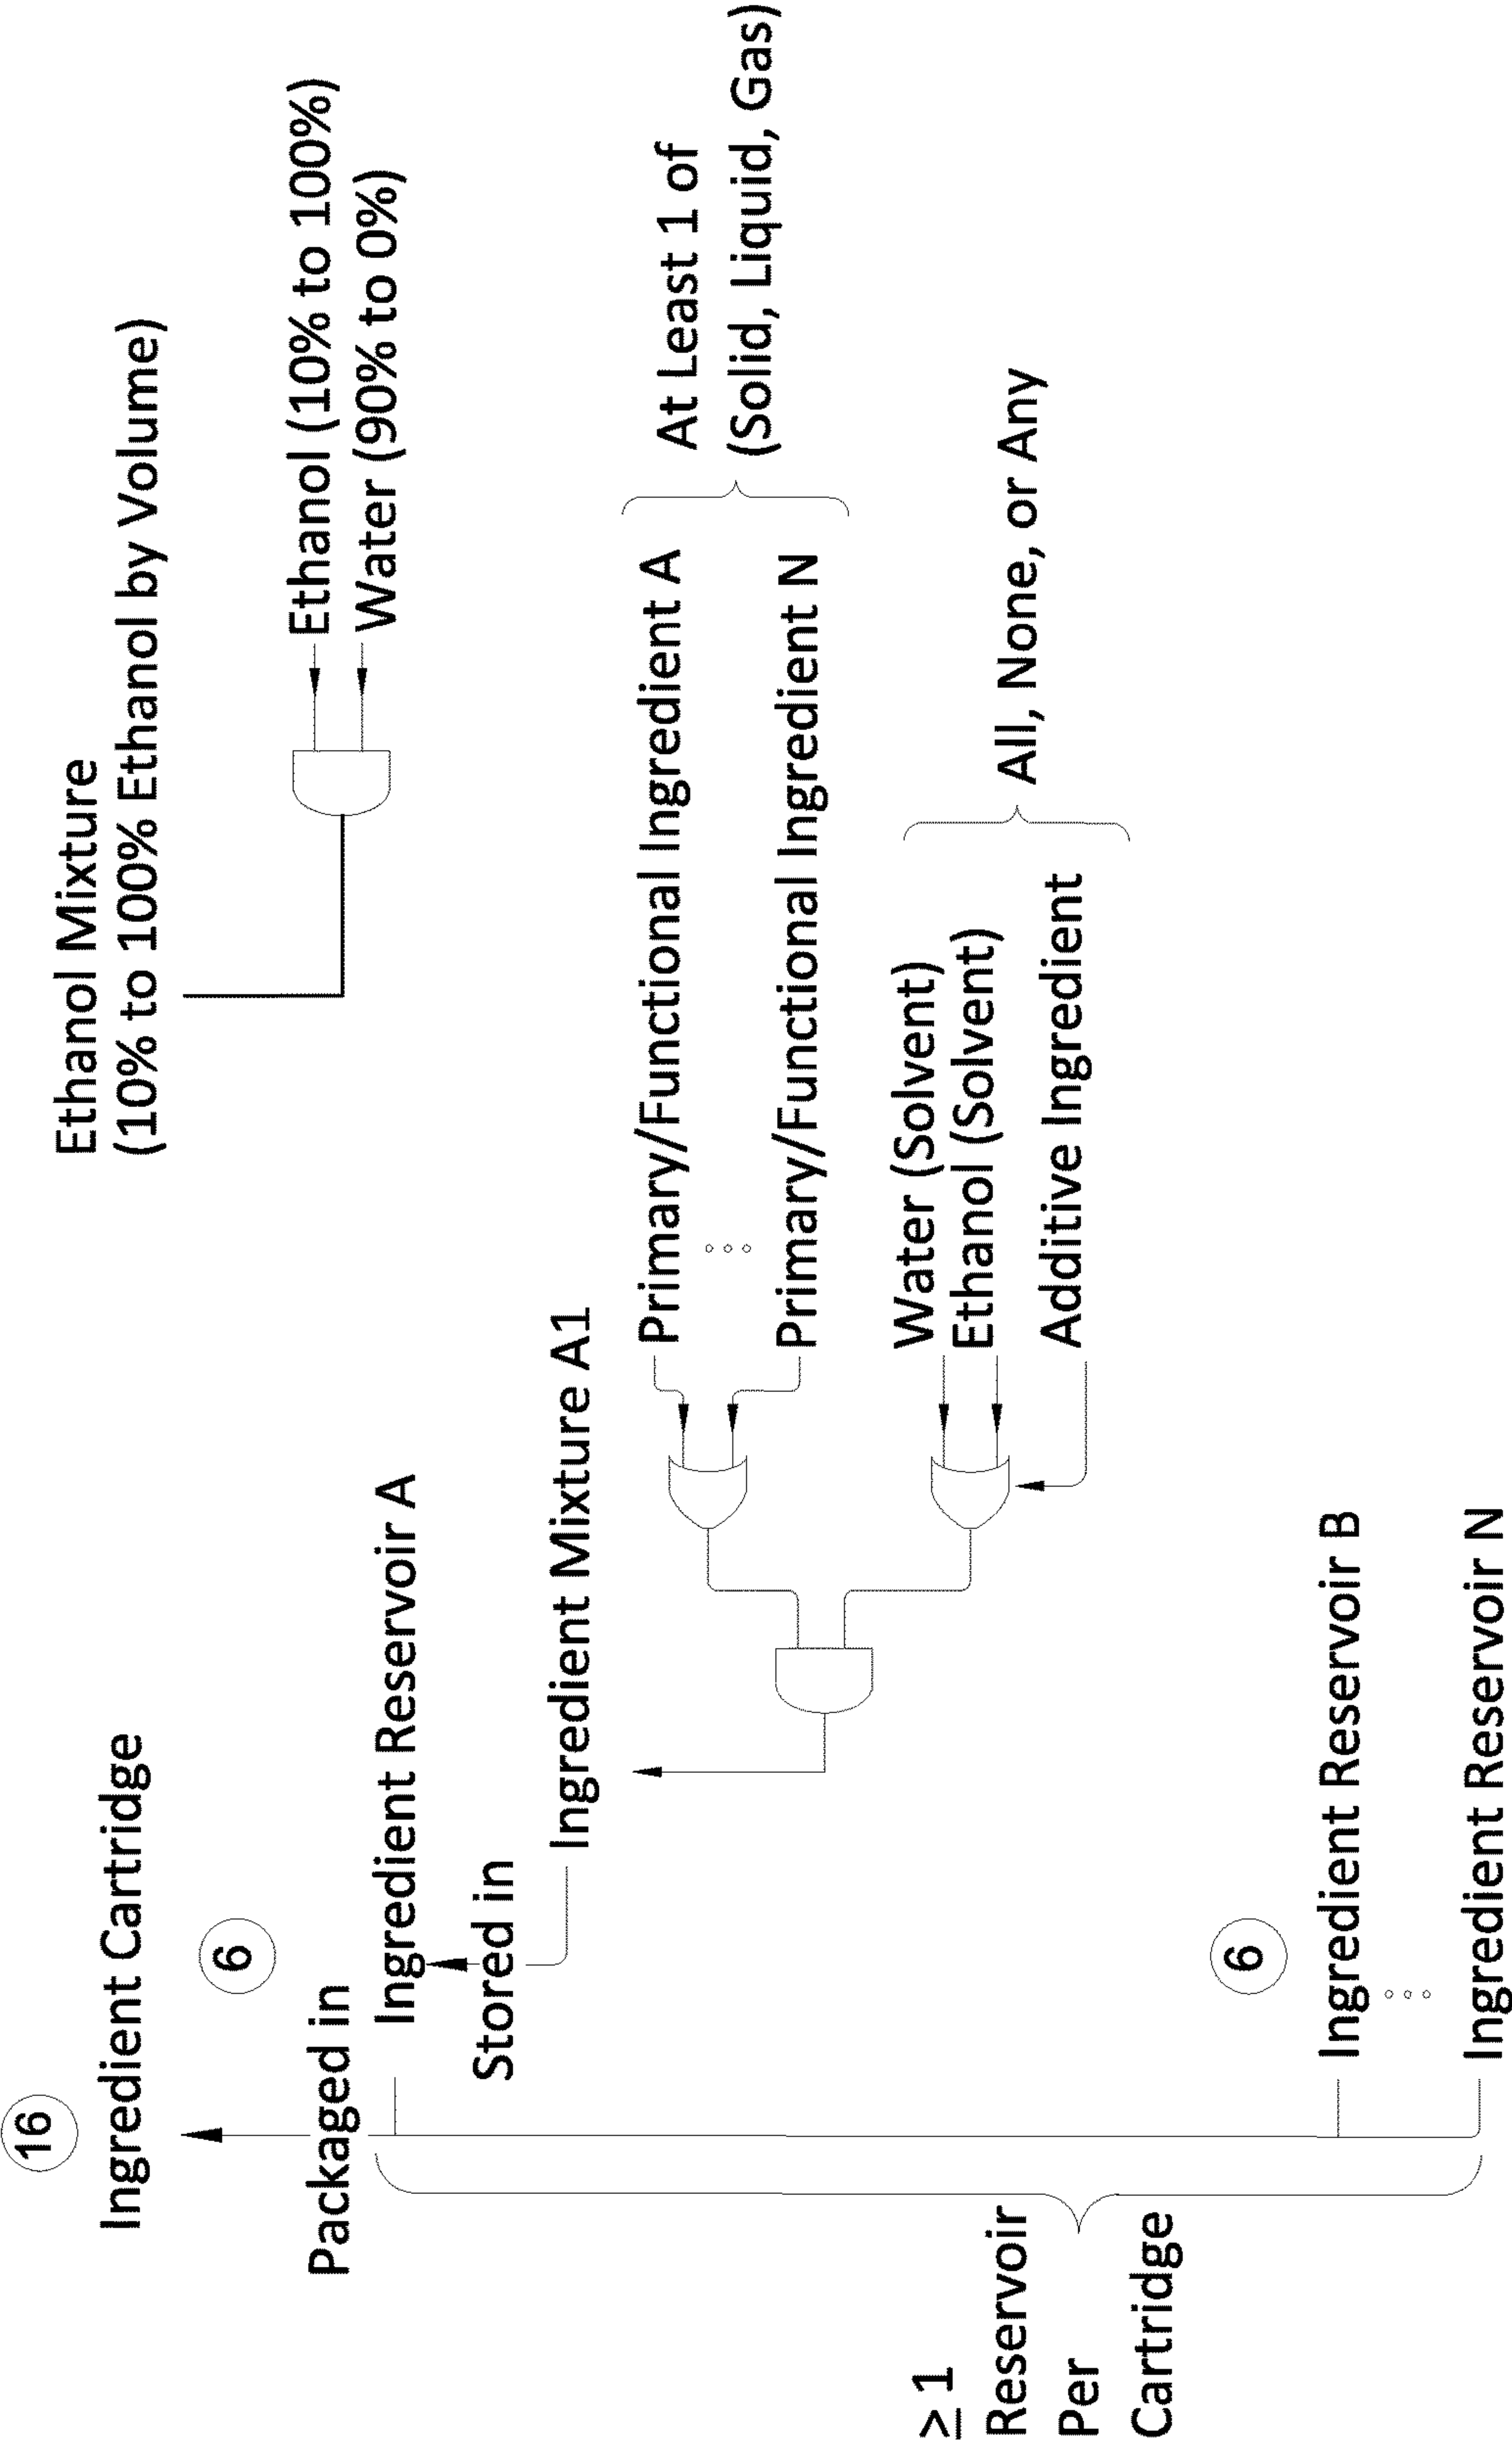 16
Ingredient Cartridge
Packaged in
≥ 1
Reservoir
Per
Cartridge
6
Ingredient Reservoir A
Stored in
Ingredient Mixture A1
Primary/Functional Ingredient A
Primary/Functional Ingredient N
At Least 1 of
(Solid, Liquid, Gas)
Water (Solvent)
Ethanol (Solvent)
Additive Ingredient
All, None, or Any
6
Ingredient Reservoir B
Ingredient Reservoir N
Ethanol Mixture
(10% to 100% Ethanol by Volume)
Ethanol (10% to 100%)
Water (90% to 0%)